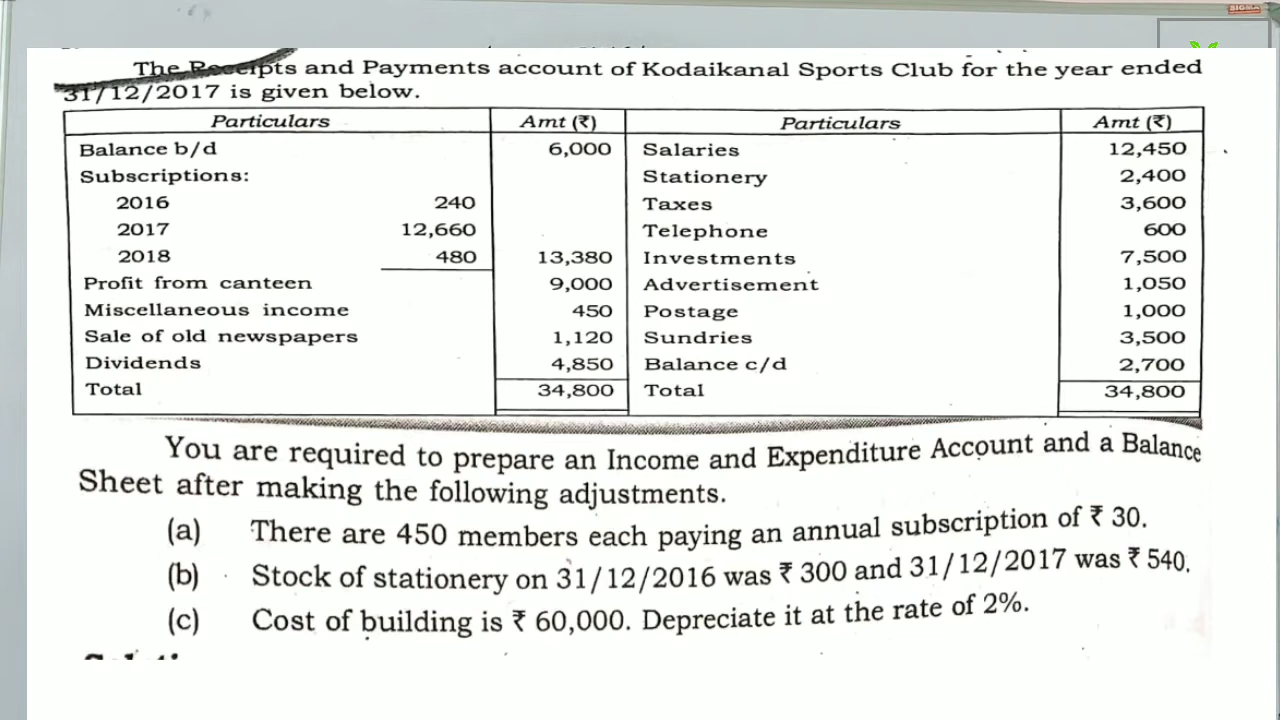 SIGMA
The Receipts and Payments account of Kodaikanal Sports Club for the year ended
31/12/2017 is given below.
Particulars Amt (₹) Particulars Amt (₹)
Balance b/d 6,000 Salaries 12,450
Subscriptions: Stationery 2,400
2016 240 Taxes 3,600
2017 12,660 Telephone 600
2018 480 13,380 Investments 7,500
Profit from canteen 9,000 Advertisement 1,050
Miscellaneous income 450 Postage 1,000
Sale of old newspapers 1,120 Sundries 3,500
Dividends 4,850 Balance c/d 2,700
Total 34,800 Total 34,800
You are required to prepare an Income and Expenditure Account and a Balance
Sheet after making the following adjustments.
(a) There are 450 members each paying an annual subscription of ₹ 30.
(b) Stock of stationery on 31/12/2016 was ₹ 300 and 31/12/2017 was ₹ 540.
(c) Cost of building is ₹ 60,000. Depreciate it at the rate of 2%.